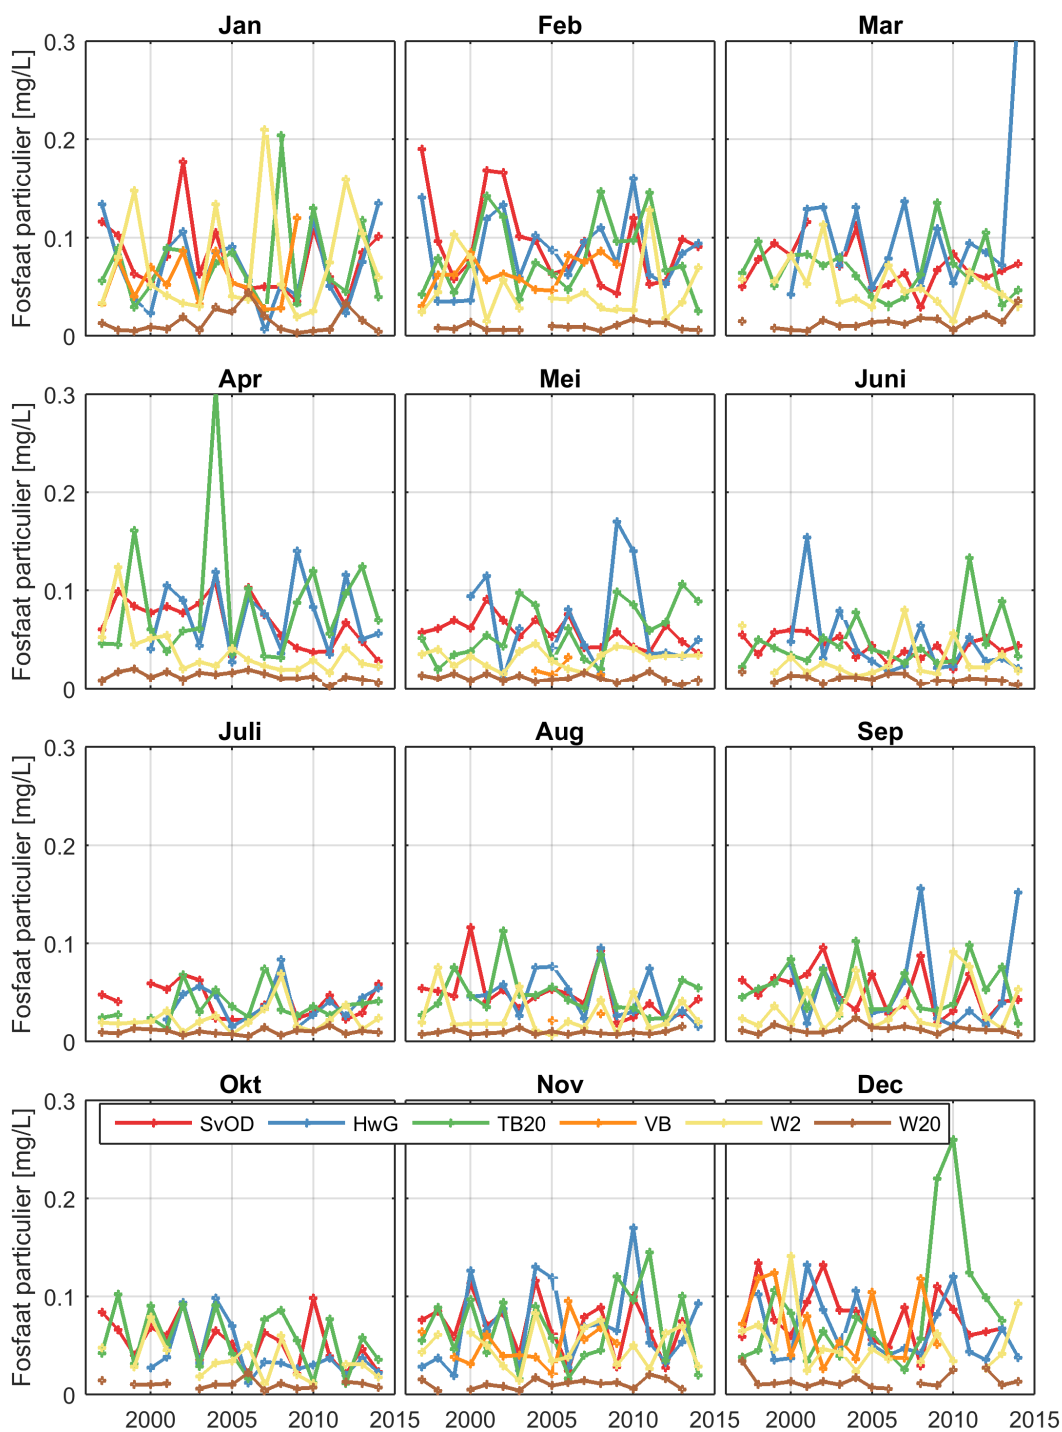 Jan Feb Mar
Fosfaat particulier [mg/L]
0.3
0.2
0.1
0
Apr Mei Juni
Fosfaat particulier [mg/L]
0.3
0.2
0.1
0
Juli Aug Sep
Fosfaat particulier [mg/L]
0.3
0.2
0.1
0
Okt Nov Dec
Fosfaat particulier [mg/L]
0.3
0.2
0.1
0
SvOD HwG TB20 VB W2 W20
2000 2005 2010 2015 2000 2005 2010 2015 2000 2005 2010 2015